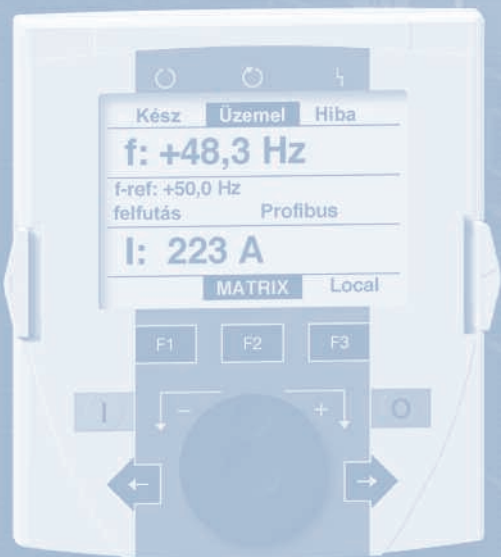 Kész Üzemel Hiba
f: +48,3 Hz
f-ref: +50,0 Hz
felfutás Profibus
I: 223 A
MATRIX Local
F1 F2 F3
I - + O
← →